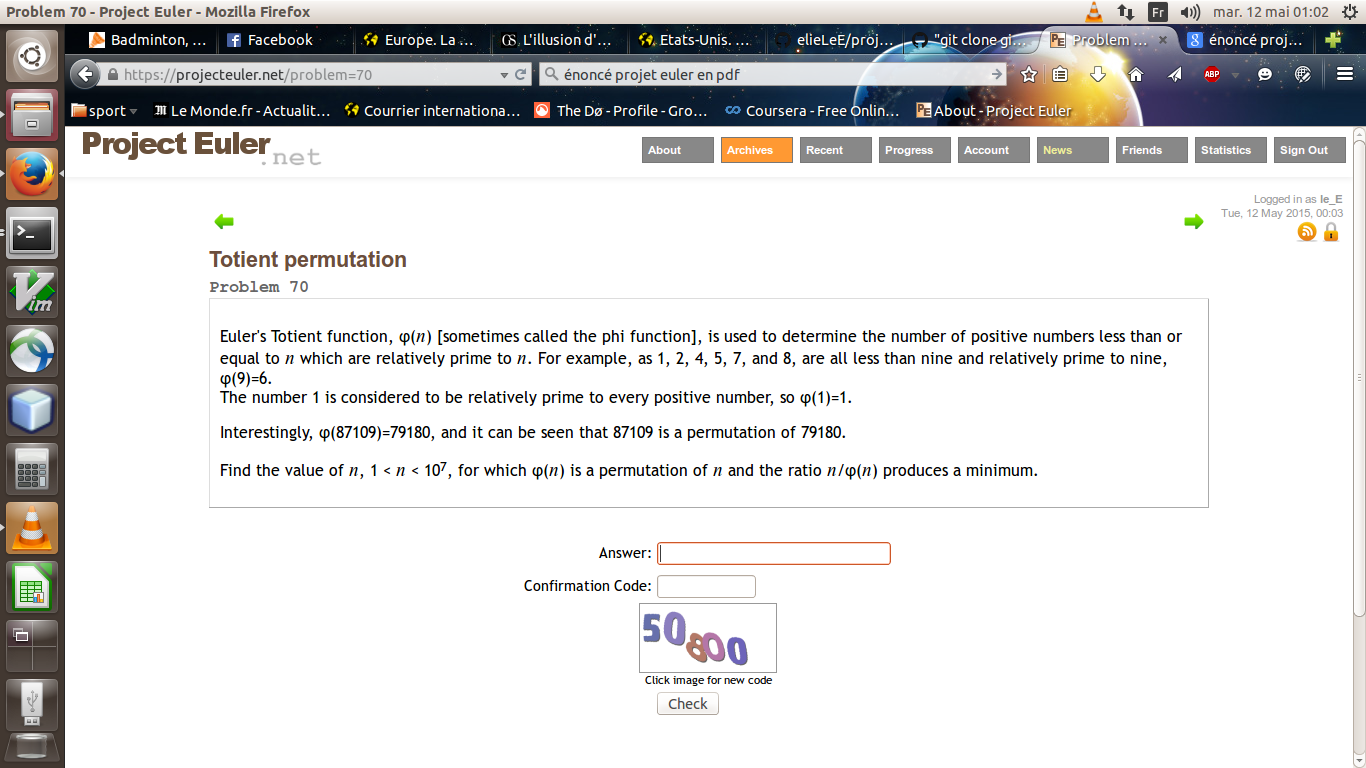 Problem 70 - Project Euler - Mozilla Firefox
Fr
mar. 12 mai 01:02
Badminton, ...
Facebook
Europe. La ...
GS L'illusion d'...
Etats-Unis. ...
elieLeE/proj...
"git clone gi...
PE Problem ...
énoncé proj...
https://projecteuler.net/problem=70
énoncé projet euler en pdf
ABP
sport
Le Monde.fr - Actualit...
Courrier internationa...
The Dø - Profile - Gro...
Coursera - Free Onlin...
PE About - Project Euler
Project Euler
.net
About
Archives
Recent
Progress
Account
News
Friends
Statistics
Sign Out
Logged in as le_E
Tue, 12 May 2015, 00:03
Totient permutation
Problem 70
Euler's Totient function, φ(n) [sometimes called the phi function], is used to determine the number of positive numbers less than or
equal to n which are relatively prime to n. For example, as 1, 2, 4, 5, 7, and 8, are all less than nine and relatively prime to nine,
φ(9)=6.
The number 1 is considered to be relatively prime to every positive number, so φ(1)=1.
Interestingly, φ(87109)=79180, and it can be seen that 87109 is a permutation of 79180.
Find the value of n, 1 < n < 10⁷, for which φ(n) is a permutation of n and the ratio n/φ(n) produces a minimum.
Answer:
Confirmation Code:
50800
Click image for new code
Check
Vim